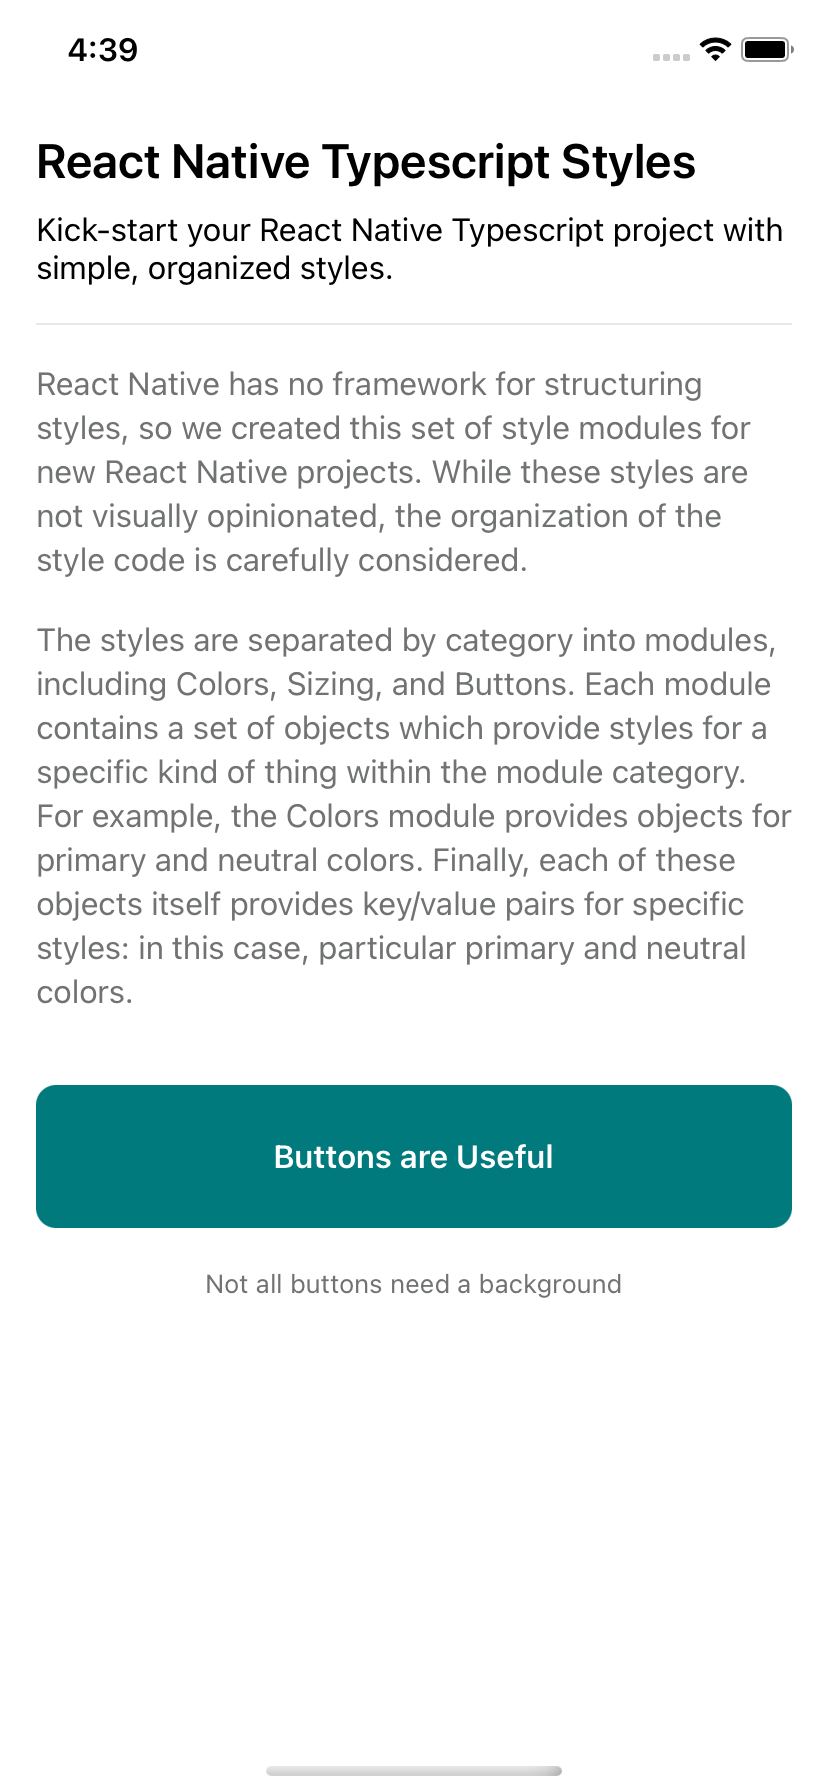 4:39
React Native Typescript Styles
Kick-start your React Native Typescript project with
simple, organized styles.
React Native has no framework for structuring
styles, so we created this set of style modules for
new React Native projects. While these styles are
not visually opinionated, the organization of the
style code is carefully considered.
The styles are separated by category into modules,
including Colors, Sizing, and Buttons. Each module
contains a set of objects which provide styles for a
specific kind of thing within the module category.
For example, the Colors module provides objects for
primary and neutral colors. Finally, each of these
objects itself provides key/value pairs for specific
styles: in this case, particular primary and neutral
colors.
Buttons are Useful
Not all buttons need a background